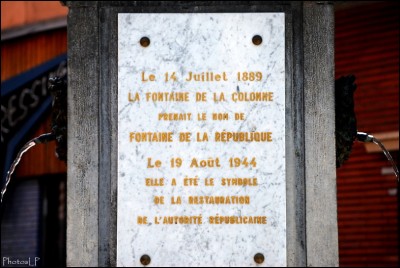 Le 14 Juillet 1889
LA FONTAINE DE LA COLONNE
PRENAIT LE NOM DE
FONTAINE DE LA RÉPUBLIQUE
Le 19 Août 1944
ELLE A ÉTÉ LE SYMBOLE
DE LA RESTAURATION
DE L'AUTORITÉ RÉPUBLICAINE
PhotosLP